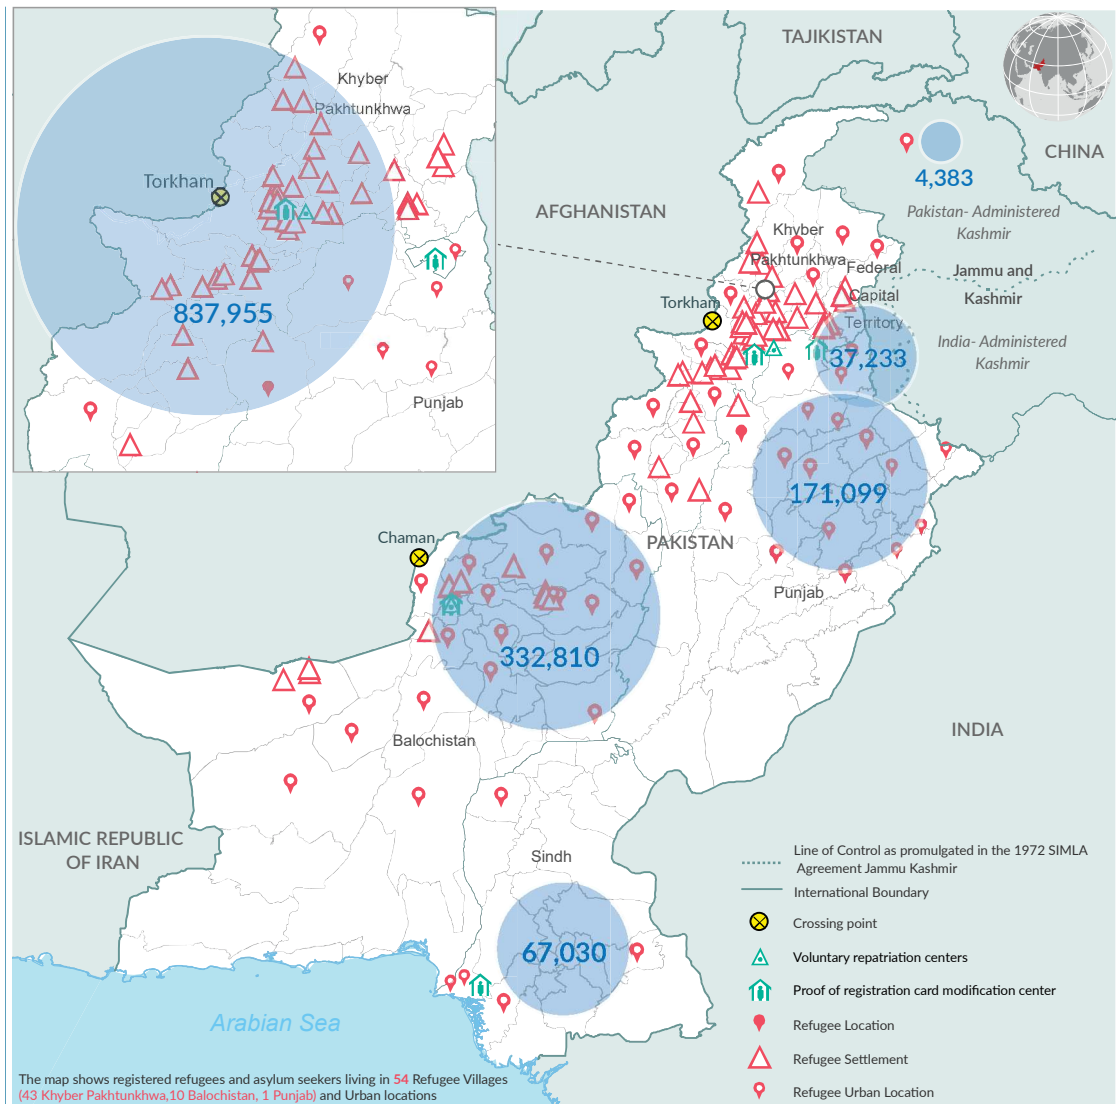 Khyber
Pakhtunkhwa
Torkham
837,955
Punjab
TAJIKISTAN
CHINA
4,383
Pakistan- Administered
Kashmir
AFGHANISTAN
Khyber
Pakhtunkhwa
Federal
Capital
Territory
Jammu and
Kashmir
Torkham
India- Administered
Kashmir
37,233
171,099
Chaman
PAKISTAN
Punjab
332,810
INDIA
Balochistan
ISLAMIC REPUBLIC
OF IRAN
Sindh
67,030
Arabian Sea
Line of Control as promulgated in the 1972 SIMLA
Agreement Jammu Kashmir
International Boundary
Crossing point
Voluntary repatriation centers
Proof of registration card modification center
Refugee Location
Refugee Settlement
Refugee Urban Location
The map shows registered refugees and asylum seekers living in 54 Refugee Villages
(43 Khyber Pakhtunkhwa,10 Balochistan, 1 Punjab) and Urban locations